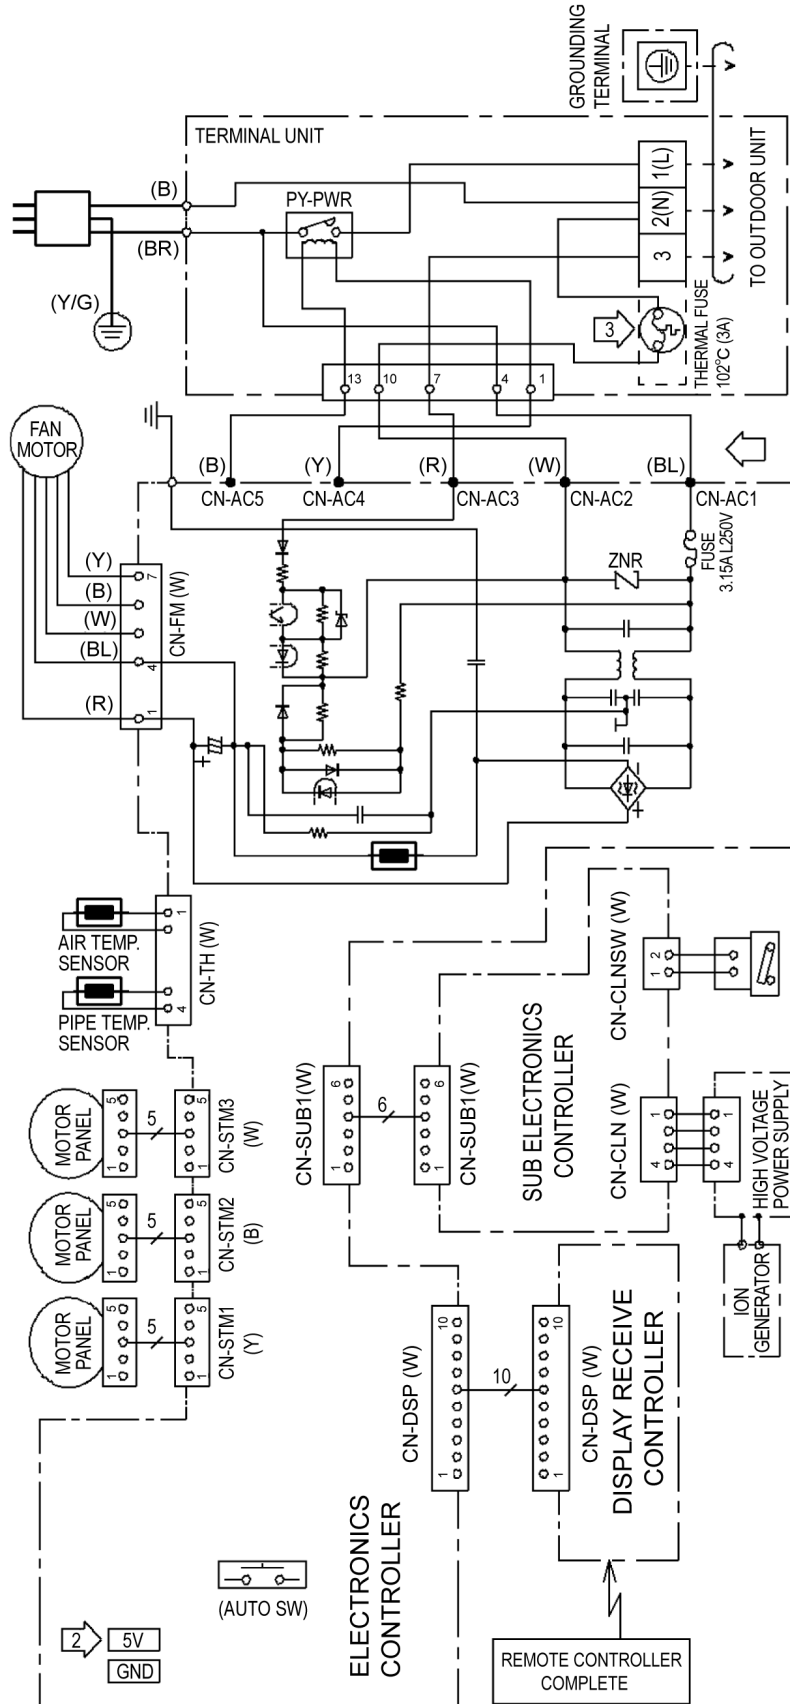 GROUNDING
TERMINAL
TERMINAL UNIT
(B)
PY-PWR
1(L)
2(N)
3
TO OUTDOOR UNIT
(BR)
(Y/G)
3
THERMAL FUSE
102°C (3A)
13
10
7
4
1
FAN
MOTOR
(B)
(Y)
(R)
(W)
(BL)
CN-AC5
CN-AC4
CN-AC3
CN-AC2
CN-AC1
FUSE
3.15A L250V
ZNR
(Y)
(B)
(W)
(BL)
(R)
7
4
1
CN-FM (W)
+
−
+
AIR TEMP.
SENSOR
PIPE TEMP.
SENSOR
1
4
CN-TH (W)
CN-CLNSW (W)
2
1
SUB ELECTRONICS
CONTROLLER
CN-SUB1(W)
6
1
6
6
1
CN-SUB1(W)
CN-CLN (W)
1
4
1
4
HIGH VOLTAGE
POWER SUPPLY
ION
GENERATOR
MOTOR
PANEL
5
1
5
5
1
CN-STM3
(W)
MOTOR
PANEL
5
1
5
5
1
CN-STM2
(B)
MOTOR
PANEL
5
1
5
5
1
CN-STM1
(Y)
CN-DSP (W)
10
1
10
10
1
CN-DSP (W)
DISPLAY RECEIVE
CONTROLLER
ELECTRONICS
CONTROLLER
(AUTO SW)
2
5V
GND
REMOTE CONTROLLER
COMPLETE